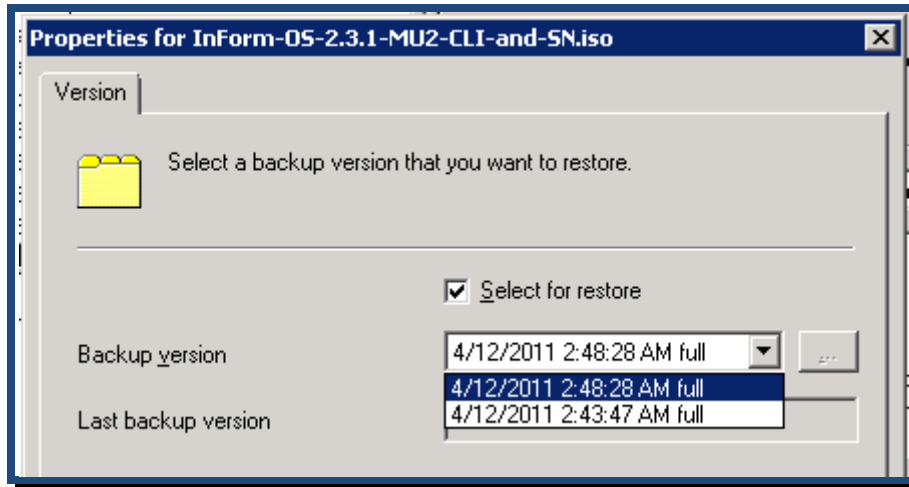 Properties for InForm-OS-2.3.1-MU2-CLI-and-SN.iso
Version
Select a backup version that you want to restore.
Select for restore
Backup version
4/12/2011 2:48:28 AM full
...
4/12/2011 2:48:28 AM full
4/12/2011 2:43:47 AM full
Last backup version